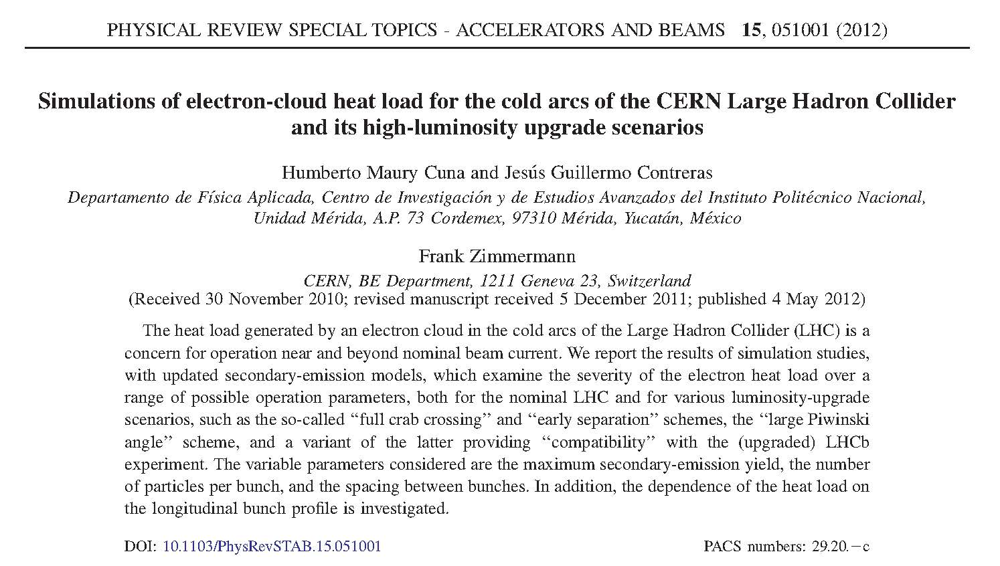 PHYSICAL REVIEW SPECIAL TOPICS - ACCELERATORS AND BEAMS 15, 051001 (2012)
Simulations of electron-cloud heat load for the cold arcs of the CERN Large Hadron Collider
and its high-luminosity upgrade scenarios
Humberto Maury Cuna and Jesús Guillermo Contreras
Departamento de Física Aplicada, Centro de Investigación y de Estudios Avanzados del Instituto Politécnico Nacional,
Unidad Mérida, A.P. 73 Cordemex, 97310 Mérida, Yucatán, México
Frank Zimmermann
CERN, BE Department, 1211 Geneva 23, Switzerland
(Received 30 November 2010; revised manuscript received 5 December 2011; published 4 May 2012)
The heat load generated by an electron cloud in the cold arcs of the Large Hadron Collider (LHC) is a
concern for operation near and beyond nominal beam current. We report the results of simulation studies,
with updated secondary-emission models, which examine the severity of the electron heat load over a
range of possible operation parameters, both for the nominal LHC and for various luminosity-upgrade
scenarios, such as the so-called ‘‘full crab crossing’’ and ‘‘early separation’’ schemes, the ‘‘large Piwinski
angle’’ scheme, and a variant of the latter providing ‘‘compatibility’’ with the (upgraded) LHCb
experiment. The variable parameters considered are the maximum secondary-emission yield, the number
of particles per bunch, and the spacing between bunches. In addition, the dependence of the heat load on
the longitudinal bunch profile is investigated.
DOI: 10.1103/PhysRevSTAB.15.051001 PACS numbers: 29.20.−c